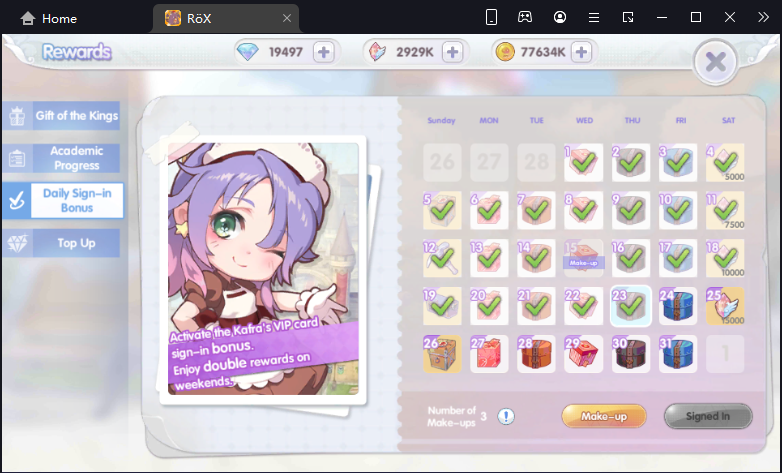 Home
RöX
Rewards
19497
2929K
77634K
Gift of the Kings
Academic
Progress
Daily Sign-in
Bonus
Top Up
Activate the Kafra's VIP card
sign-in bonus.
Enjoy double rewards on
weekends.
Sunday MON TUE WED THU FRI SAT
26 27 28 1 2 3 4
5000
5 6 7 8 9 10 11
7500
12 13 14 15 16 17 18
Make-up
10000
19 20 21 22 23 24 25
15000
26 27 28 29 30 31 1
Number of
Make-ups 3
Make-up
Signed In